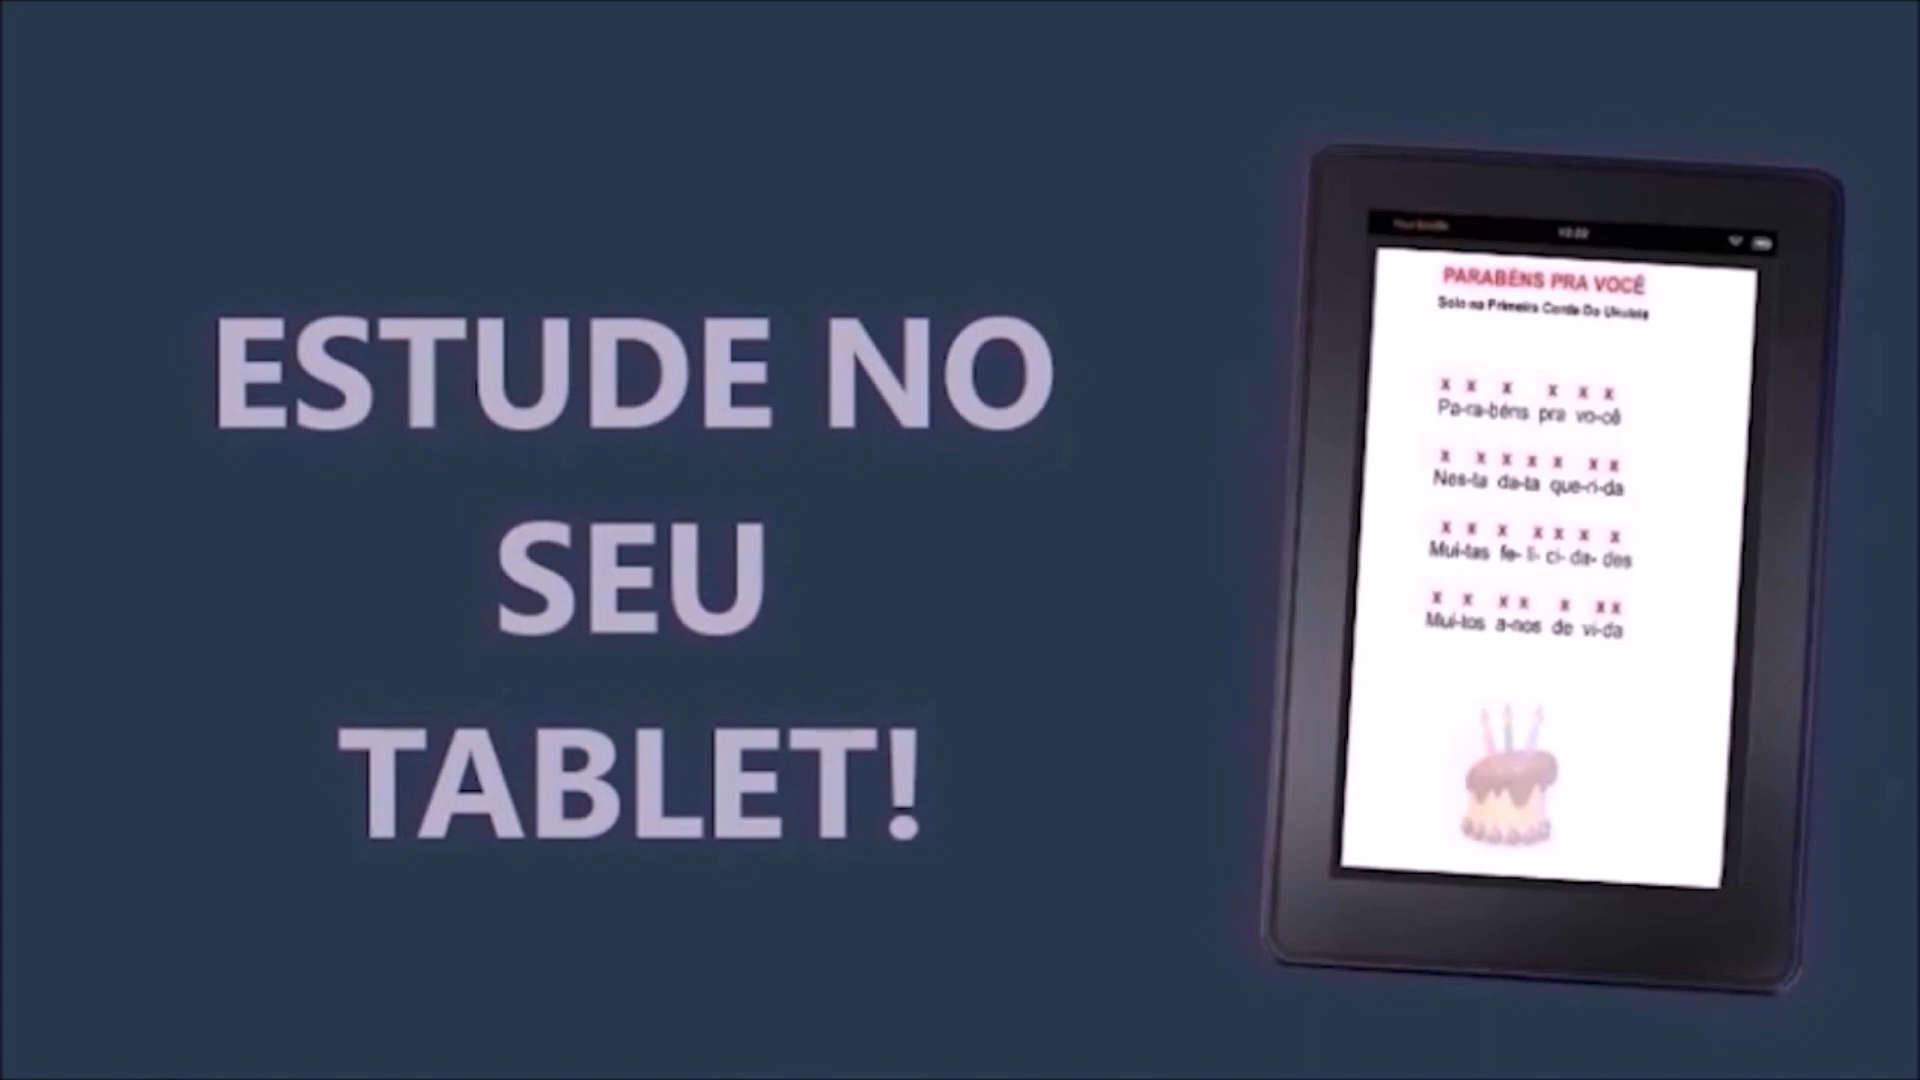 ESTUDE NO
SEU
TABLET!
PARABÉNS PRA VOCÊ
Solo na Primeira Corda Do Ukulele
x x x x x x
Pa-ra-béns pra vo-cê
x x x x x x x
Nes-ta da-ta que-ri-da
x x x x x x x
Mui-tas fe- li- ci- da- des
x x x x x x x
Mui-tos a-nos de vi-da